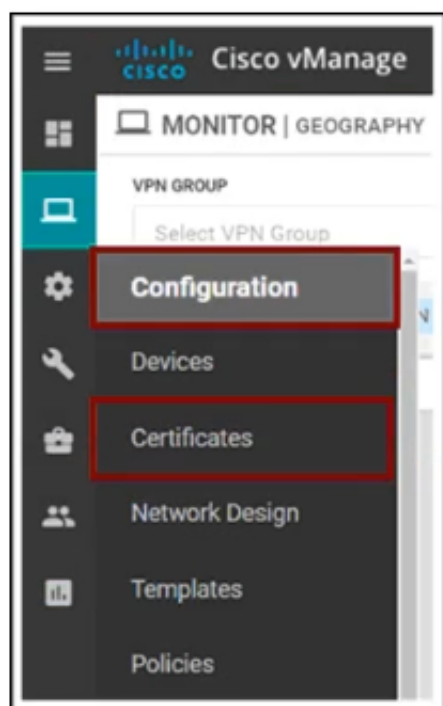 cisco Cisco vManage
MONITOR | GEOGRAPHY
VPN GROUP
Select VPN Group
Configuration
N
Devices
Certificates
Network Design
Templates
Policies